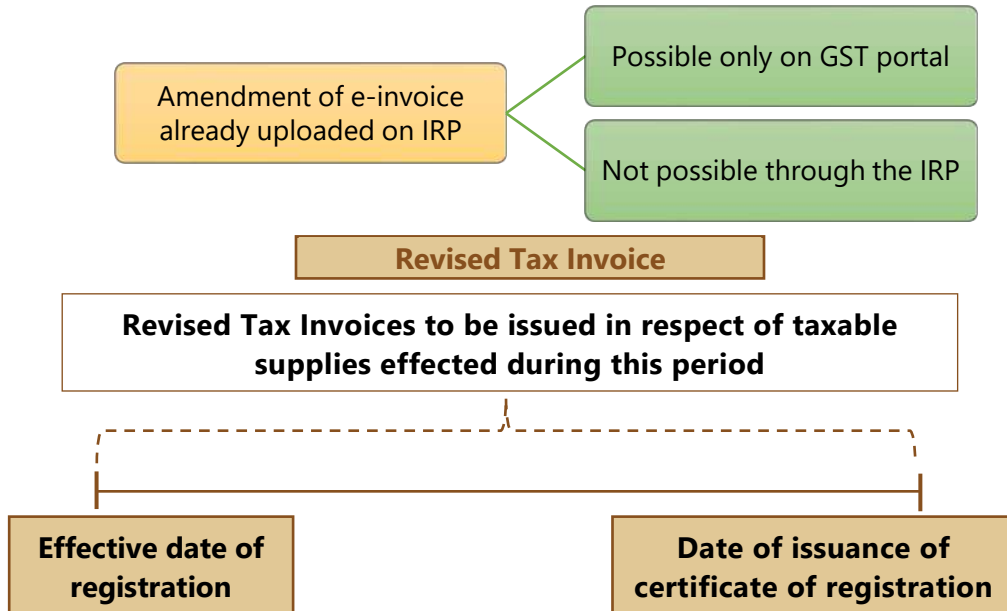 Possible only on GST portal
Amendment of e-invoice
already uploaded on IRP
Not possible through the IRP
Revised Tax Invoice
Revised Tax Invoices to be issued in respect of taxable
supplies effected during this period
Effective date of
registration
Date of issuance of
certificate of registration